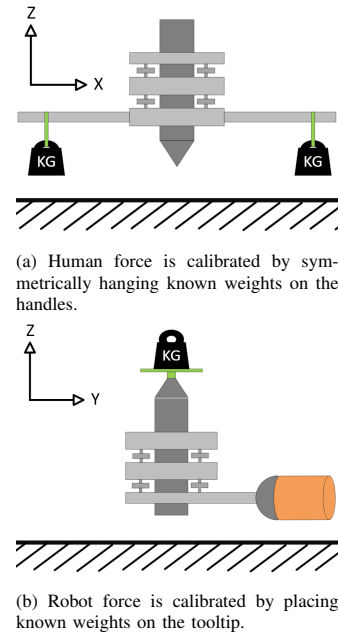 Z
X
KG
KG
(a) Human force is calibrated by sym-
metrically hanging known weights on the
handles.
Z
KG
Y
(b) Robot force is calibrated by placing
known weights on the tooltip.